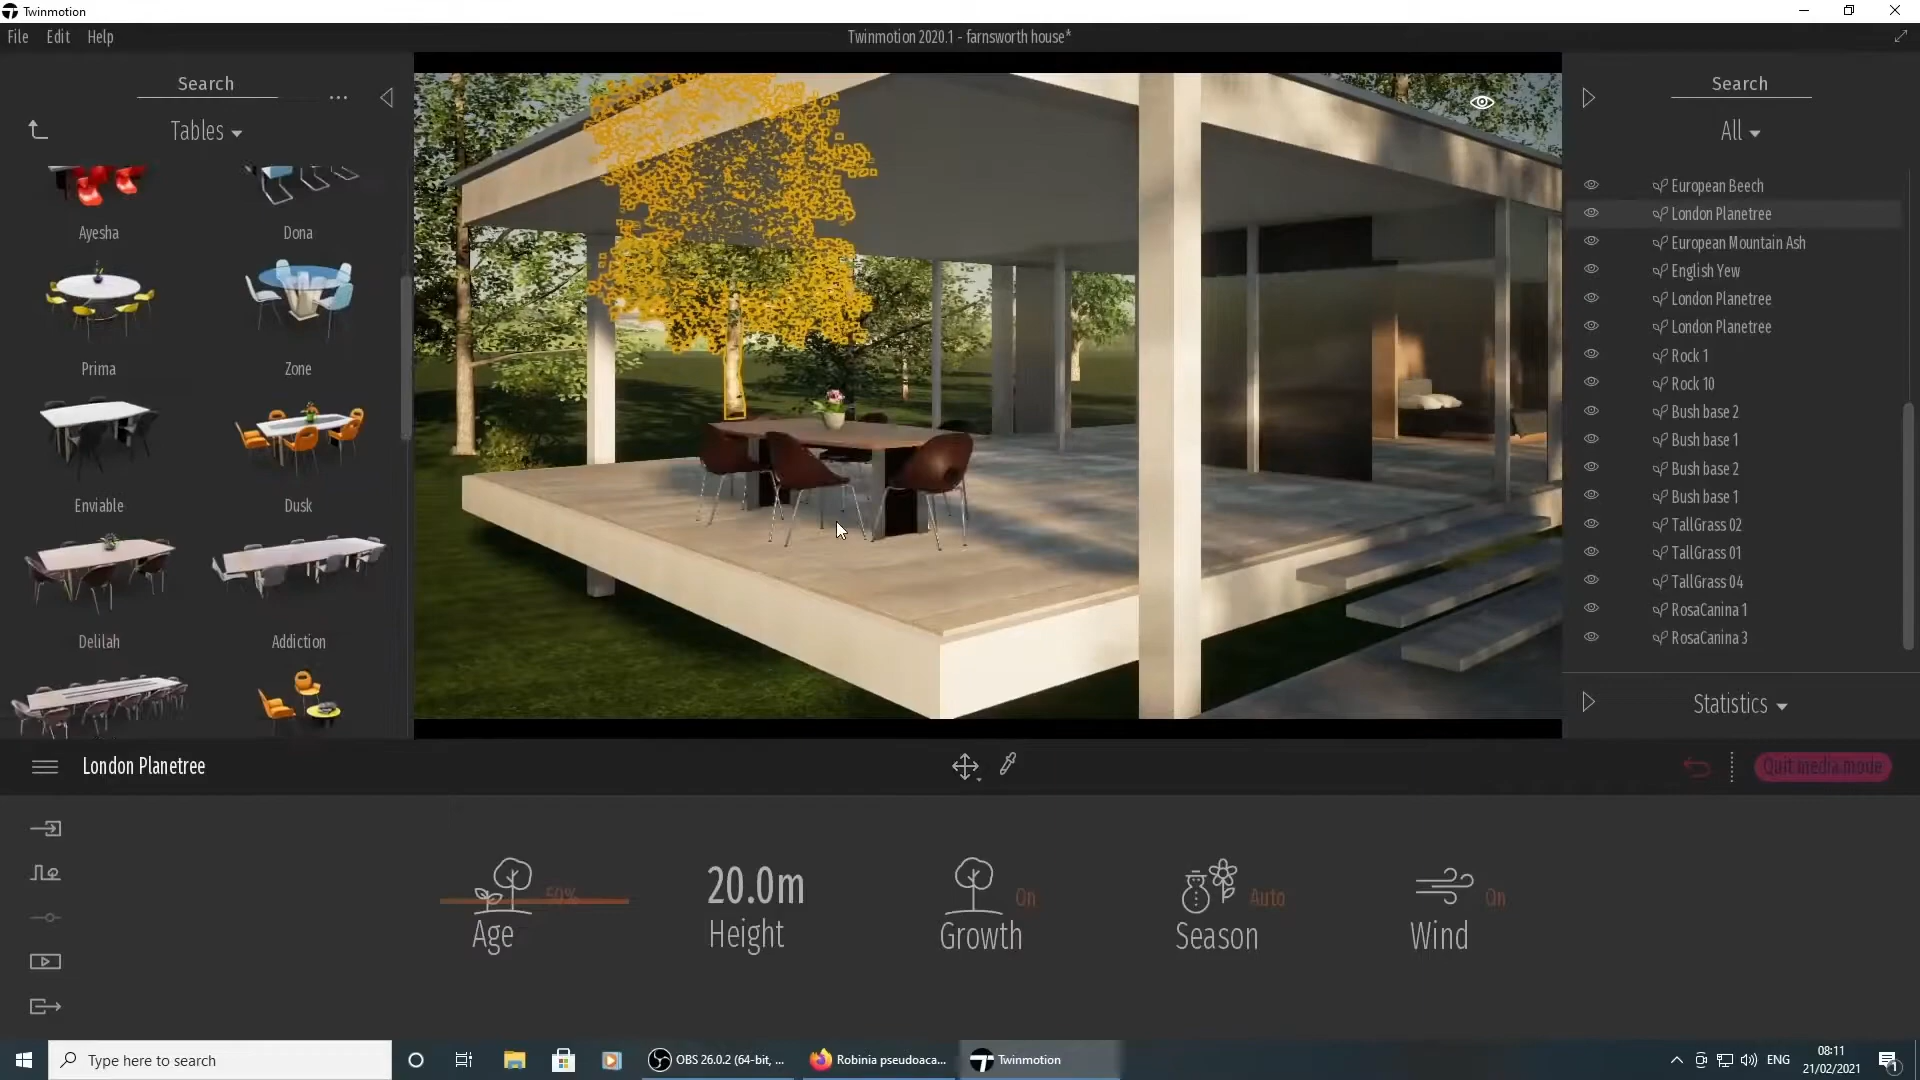 Twinmotion
File Edit Help
Twinmotion 2020.1 - farnsworth house*
Search
...
Tables
Ayesha
Dona
Prima
Zone
Enviable
Dusk
Delilah
Addiction
Search
All
European Beech
London Planetree
European Mountain Ash
English Yew
London Planetree
London Planetree
Rock 1
Rock 10
Bush base 2
Bush base 1
Bush base 2
Bush base 1
TallGrass 02
TallGrass 01
TallGrass 04
RosaCanina 1
RosaCanina 3
Statistics
London Planetree
Quit media mode
50%
Age
20.0m
Height
On
Growth
Auto
Season
On
Wind
Type here to search
OBS 26.0.2 (64-bit, ...
Robinia pseudoaca...
Twinmotion
ENG
08:11
21/02/2021
1